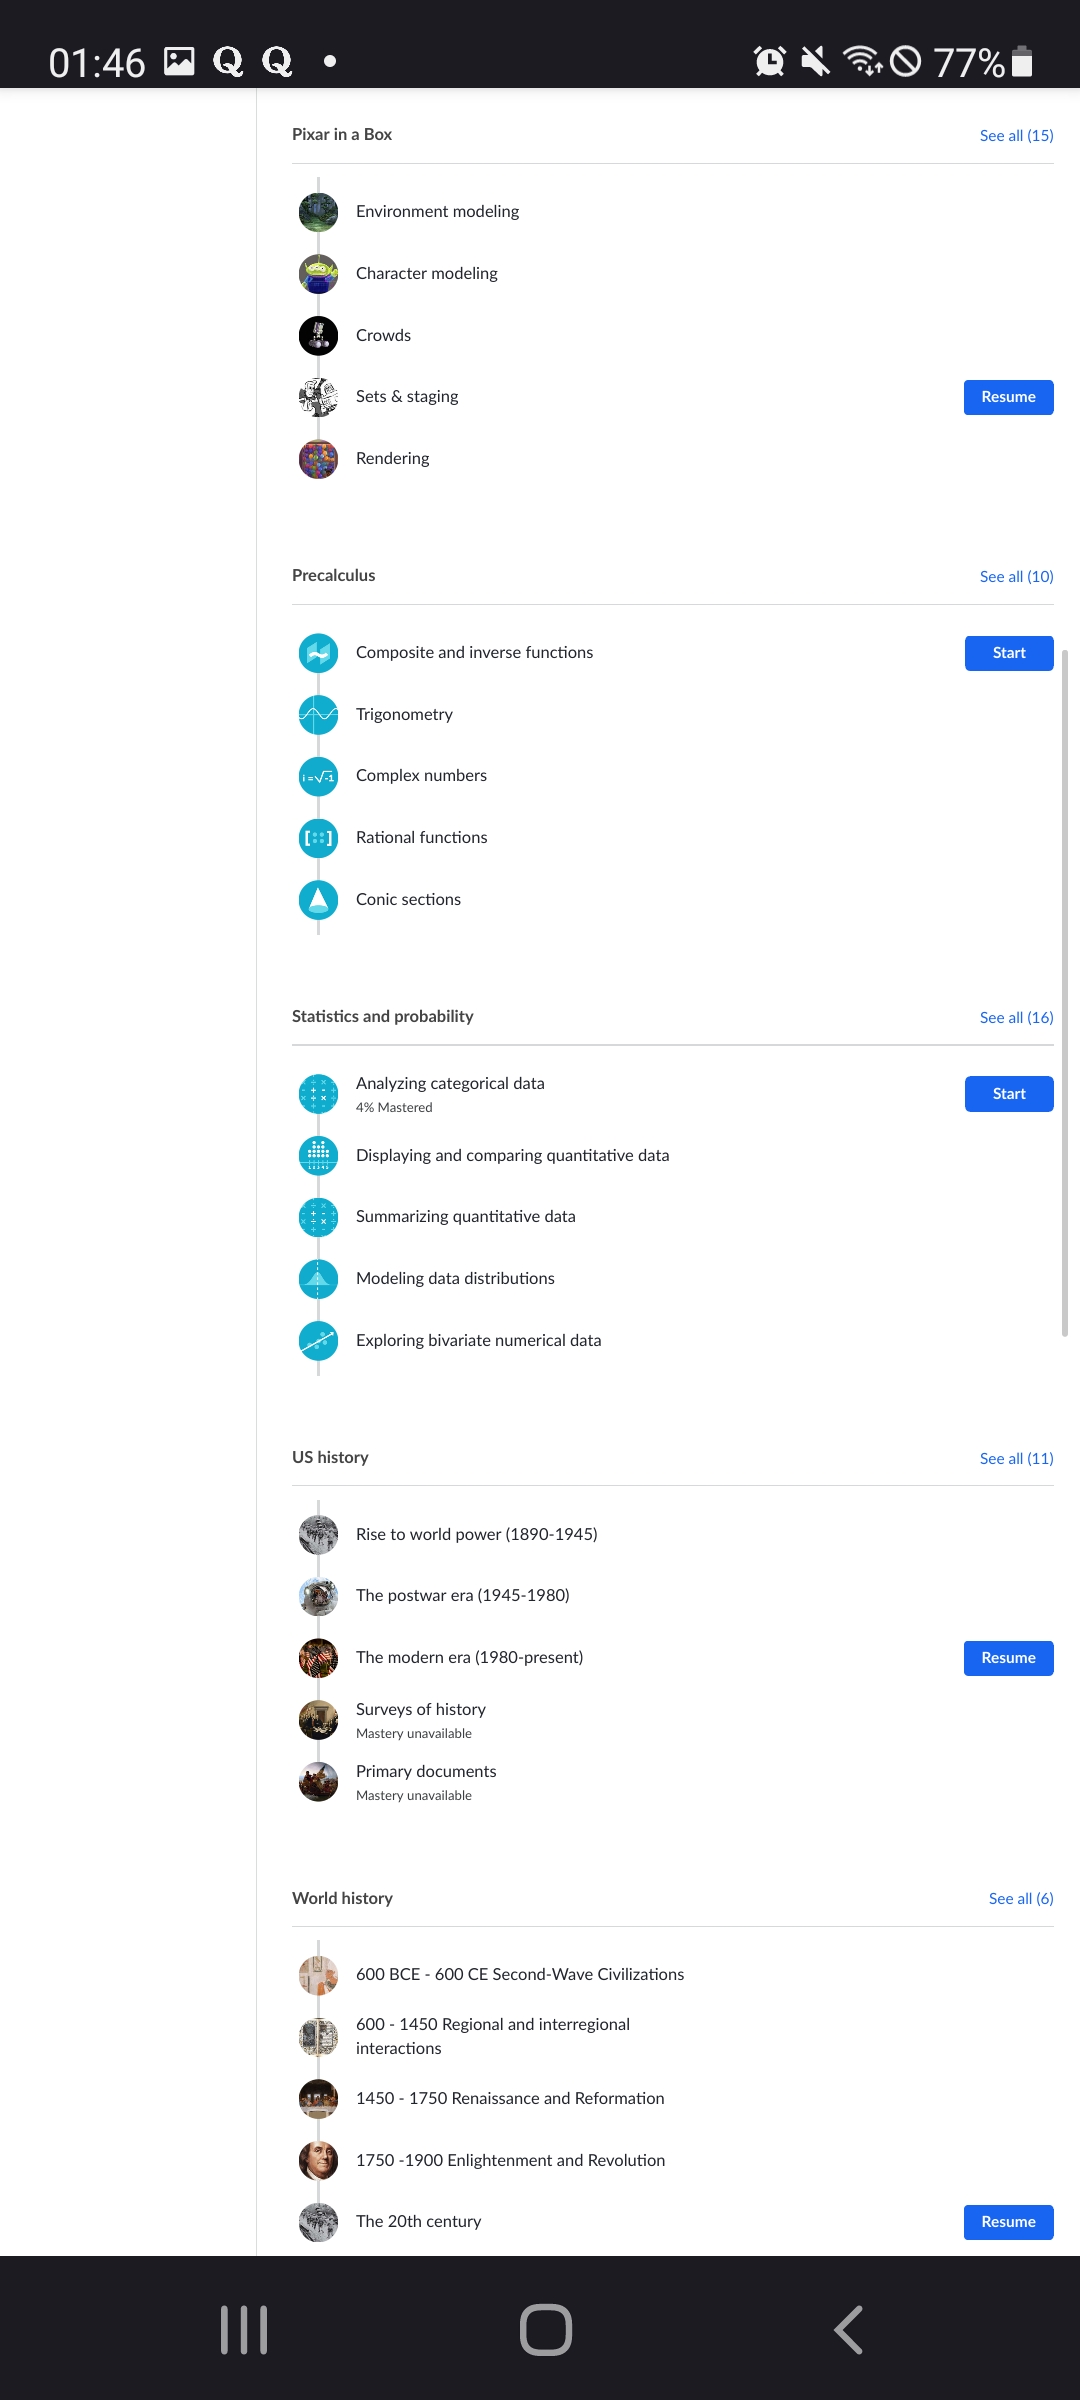 01:46 Q Q 77%
Pixar in a Box See all (15)
Environment modeling
Character modeling
Crowds
Sets & staging Resume
Rendering
Precalculus See all (10)
Composite and inverse functions Start
Trigonometry
i=√-1 Complex numbers
Rational functions
Conic sections
Statistics and probability See all (16)
Analyzing categorical data Start
4% Mastered
Displaying and comparing quantitative data
Summarizing quantitative data
Modeling data distributions
Exploring bivariate numerical data
US history See all (11)
Rise to world power (1890-1945)
The postwar era (1945-1980)
The modern era (1980-present) Resume
Surveys of history
Mastery unavailable
Primary documents
Mastery unavailable
World history See all (6)
600 BCE - 600 CE Second-Wave Civilizations
600 - 1450 Regional and interregional
interactions
1450 - 1750 Renaissance and Reformation
1750 -1900 Enlightenment and Revolution
The 20th century Resume